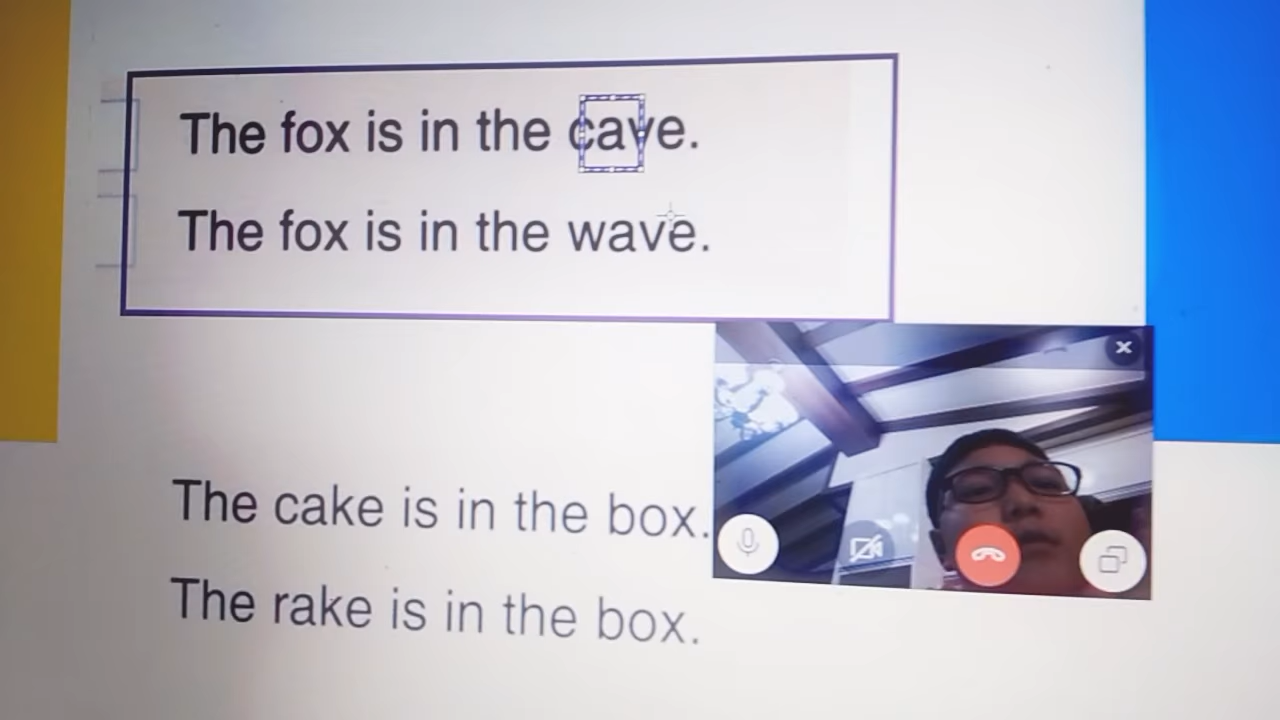 The fox is in the cave.
The fox is in the wave.
The cake is in the box.
The rake is in the box.